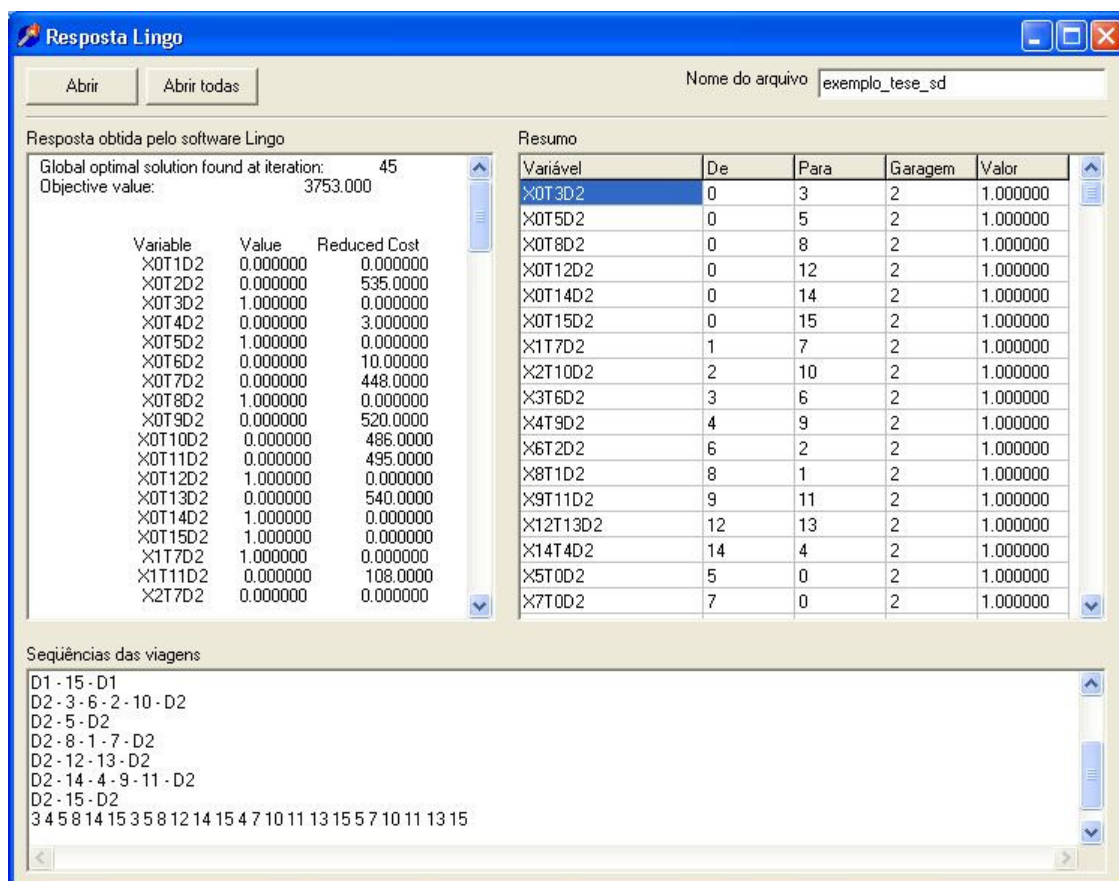 Resposta Lingo
Abrir Abrir todas Nome do arquivo exemplo_tese_sd
Resposta obtida pelo software Lingo
Global optimal solution found at iteration: 45
Objective value: 3753.000
Variable Value Reduced Cost
X0T1D2 0.000000 0.000000
X0T2D2 0.000000 535.0000
X0T3D2 1.000000 0.000000
X0T4D2 0.000000 3.000000
X0T5D2 1.000000 0.000000
X0T6D2 0.000000 10.00000
X0T7D2 0.000000 448.0000
X0T8D2 1.000000 0.000000
X0T9D2 0.000000 520.0000
X0T10D2 0.000000 486.0000
X0T11D2 0.000000 495.0000
X0T12D2 1.000000 0.000000
X0T13D2 0.000000 540.0000
X0T14D2 1.000000 0.000000
X0T15D2 1.000000 0.000000
X1T7D2 1.000000 0.000000
X1T11D2 0.000000 108.0000
X2T7D2 0.000000 0.000000
Resumo
Variável De Para Garagem Valor
X0T3D2 0 3 2 1.000000
X0T5D2 0 5 2 1.000000
X0T8D2 0 8 2 1.000000
X0T12D2 0 12 2 1.000000
X0T14D2 0 14 2 1.000000
X0T15D2 0 15 2 1.000000
X1T7D2 1 7 2 1.000000
X2T10D2 2 10 2 1.000000
X3T6D2 3 6 2 1.000000
X4T9D2 4 9 2 1.000000
X6T2D2 6 2 2 1.000000
X8T1D2 8 1 2 1.000000
X9T11D2 9 11 2 1.000000
X12T13D2 12 13 2 1.000000
X14T4D2 14 4 2 1.000000
X5T0D2 5 0 2 1.000000
X7T0D2 7 0 2 1.000000
Seqüências das viagens
D1 - 15 - D1
D2 - 3 - 6 - 2 - 10 - D2
D2 - 5 - D2
D2 - 8 - 1 - 7 - D2
D2 - 12 - 13 - D2
D2 - 14 - 4 - 9 - 11 - D2
D2 - 15 - D2
3 4 5 8 14 15 3 5 8 12 14 15 4 7 10 11 13 15 5 7 10 11 13 15